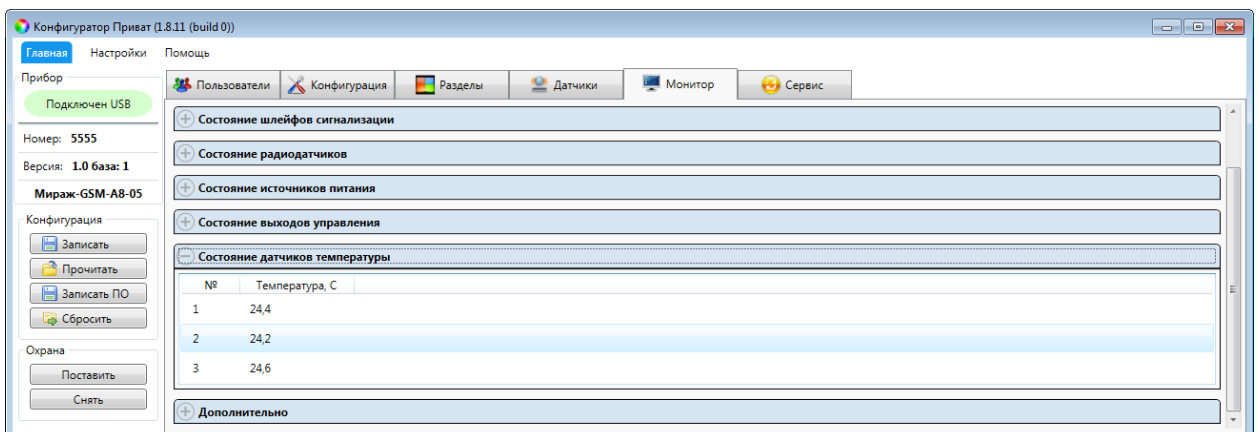 Конфигуратор Приват (1.8.11 (build 0))
Главная Настройки Помощь
Прибор
Подключен USB
Номер: 5555
Версия: 1.0 база: 1
Мираж-GSM-A8-05
Конфигурация
Записать
Прочитать
Записать ПО
Сбросить
Охрана
Поставить
Снять
Пользователи Конфигурация Разделы Датчики Монитор Сервис
Состояние шлейфов сигнализации
Состояние радиодатчиков
Состояние источников питания
Состояние выходов управления
Состояние датчиков температуры
№ Температура, С
1 24,4
2 24,2
3 24,6
Дополнительно